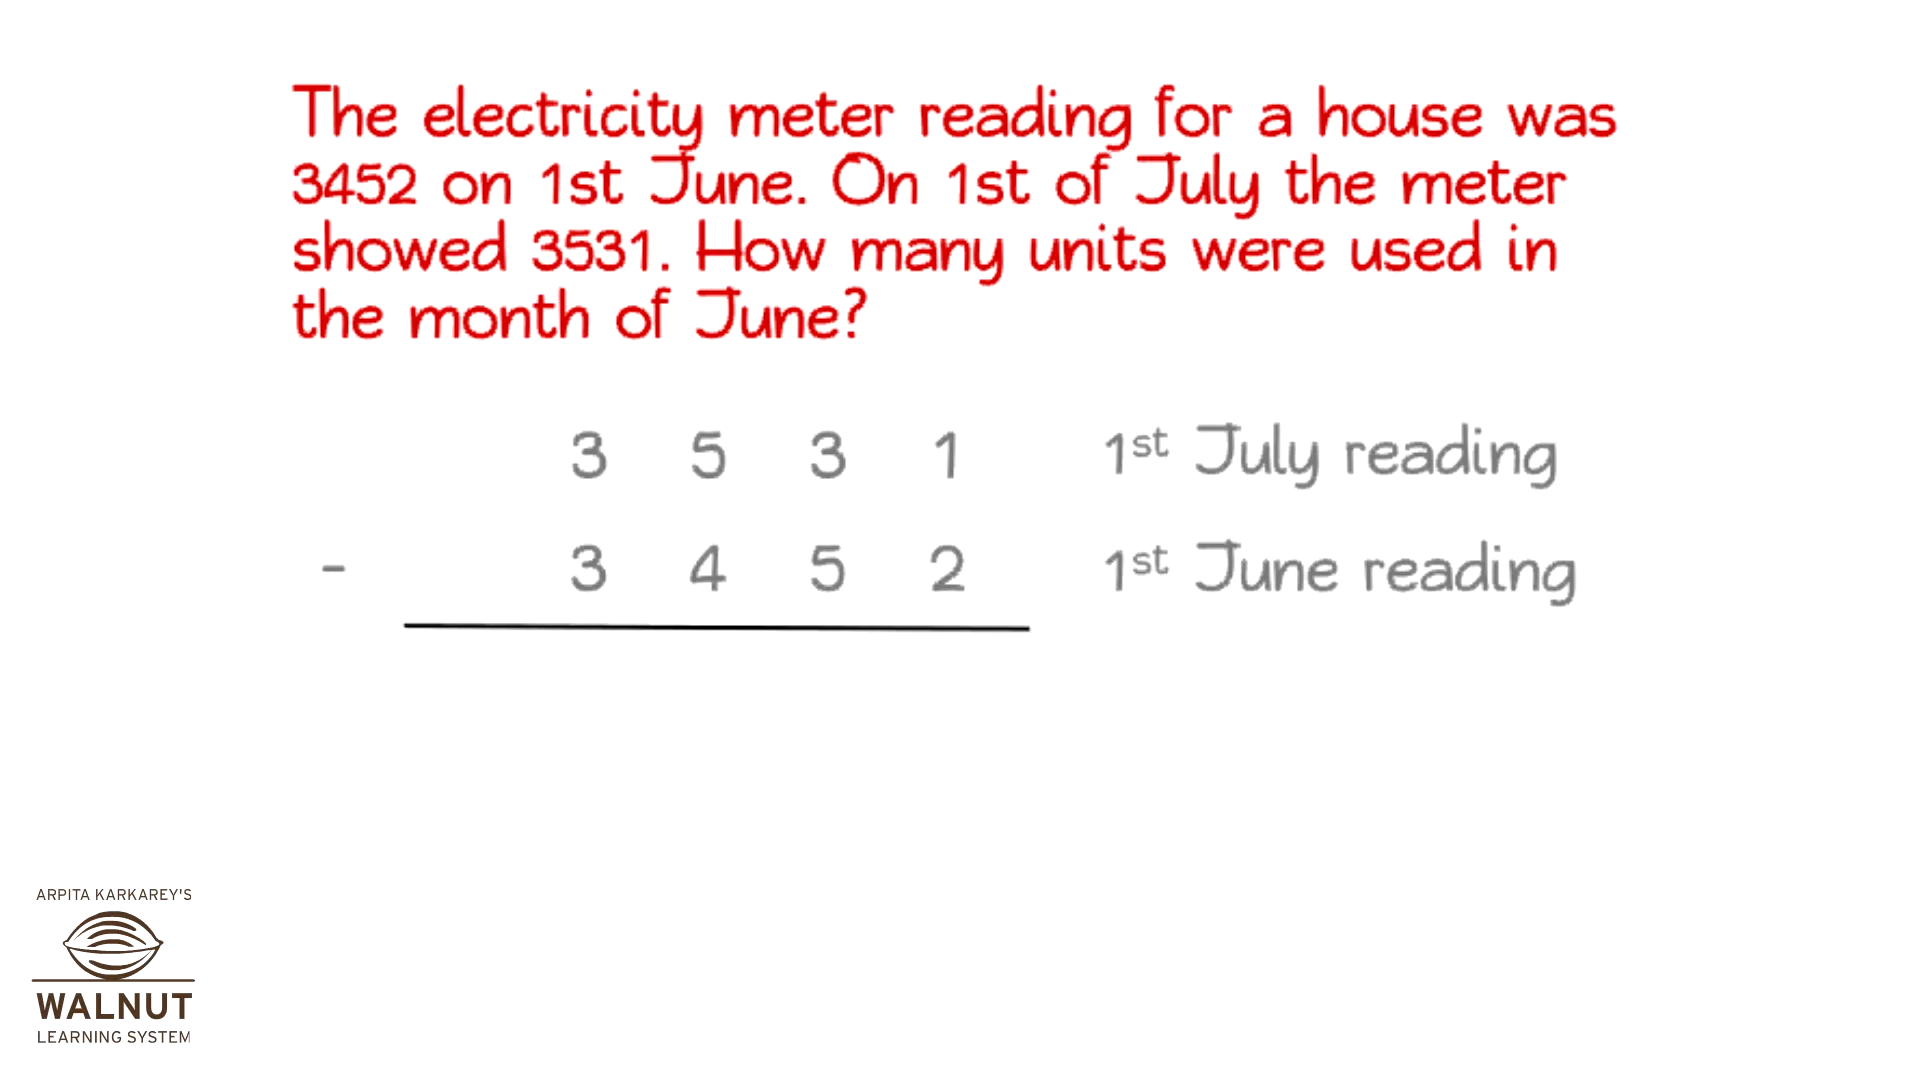 The electricity meter reading for a house was
3452 on 1st June. On 1st of July the meter
showed 3531. How many units were used in
the month of June?
3 5 3 1 1st July reading
- 3 4 5 2 1st June reading
ARPITA KARKAREY'S
WALNUT
LEARNING SYSTEM